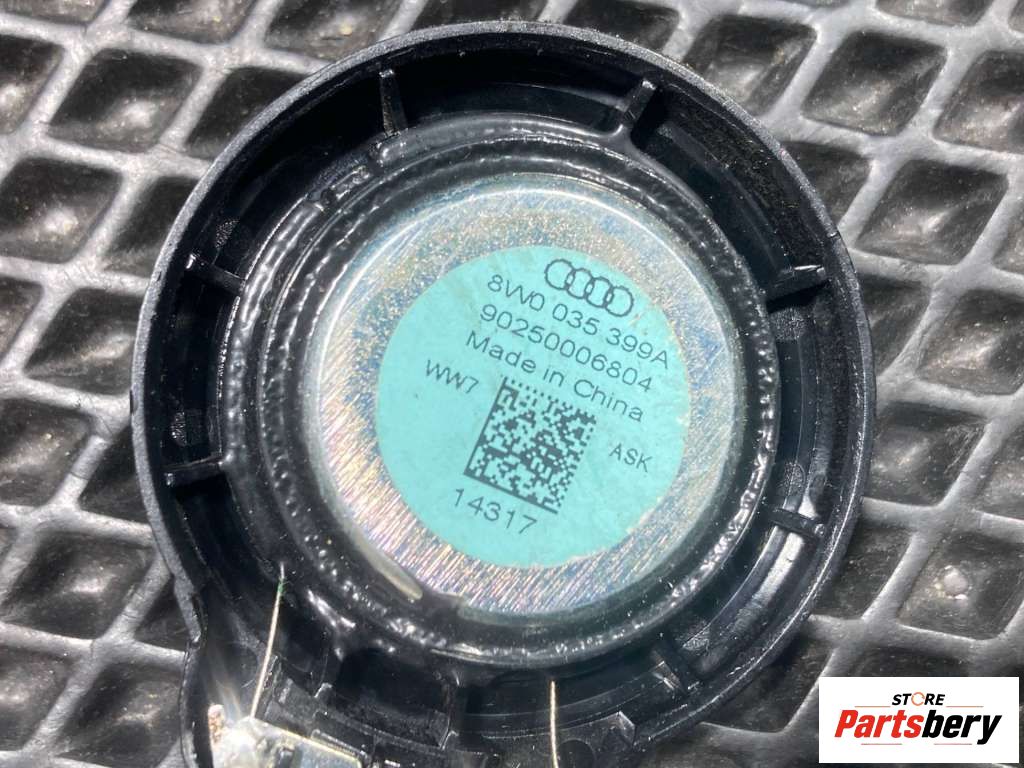 8W0 035 399A
90250006804
Made in China
WW7
ASK
14317
STORE
Partsbery